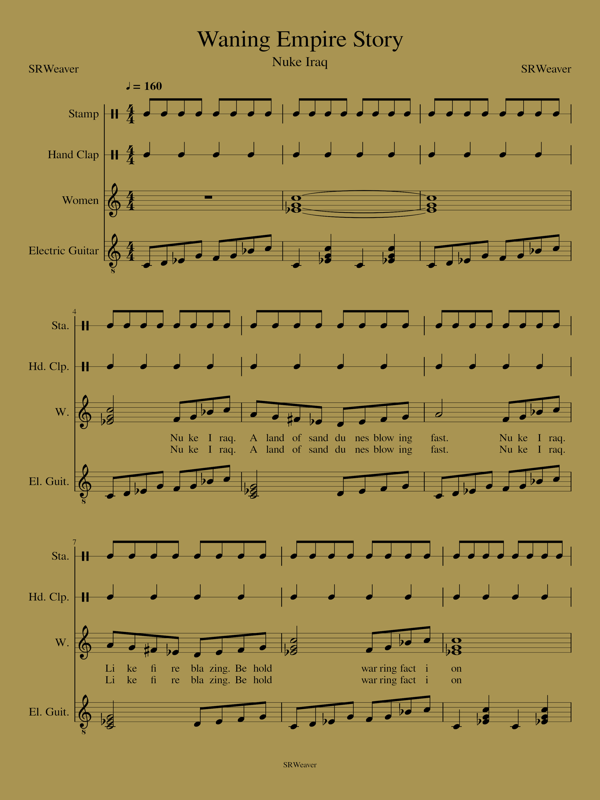 Waning Empire Story
Nuke Iraq
SRWeaver SRWeaver
♩ = 160
Stamp
Hand Clap
Women
Electric Guitar
4
Sta.
Hd. Clp.
W.
Nu ke I raq. A land of sand du nes blow ing fast. Nu ke I raq.
Nu ke I raq. A land of sand du nes blow ing fast. Nu ke I raq.
El. Guit.
7
Sta.
Hd. Clp.
W.
Li ke fi re bla zing. Be hold war ring fact i on
Li ke fi re bla zing. Be hold war ring fact i on
El. Guit.
SRWeaver